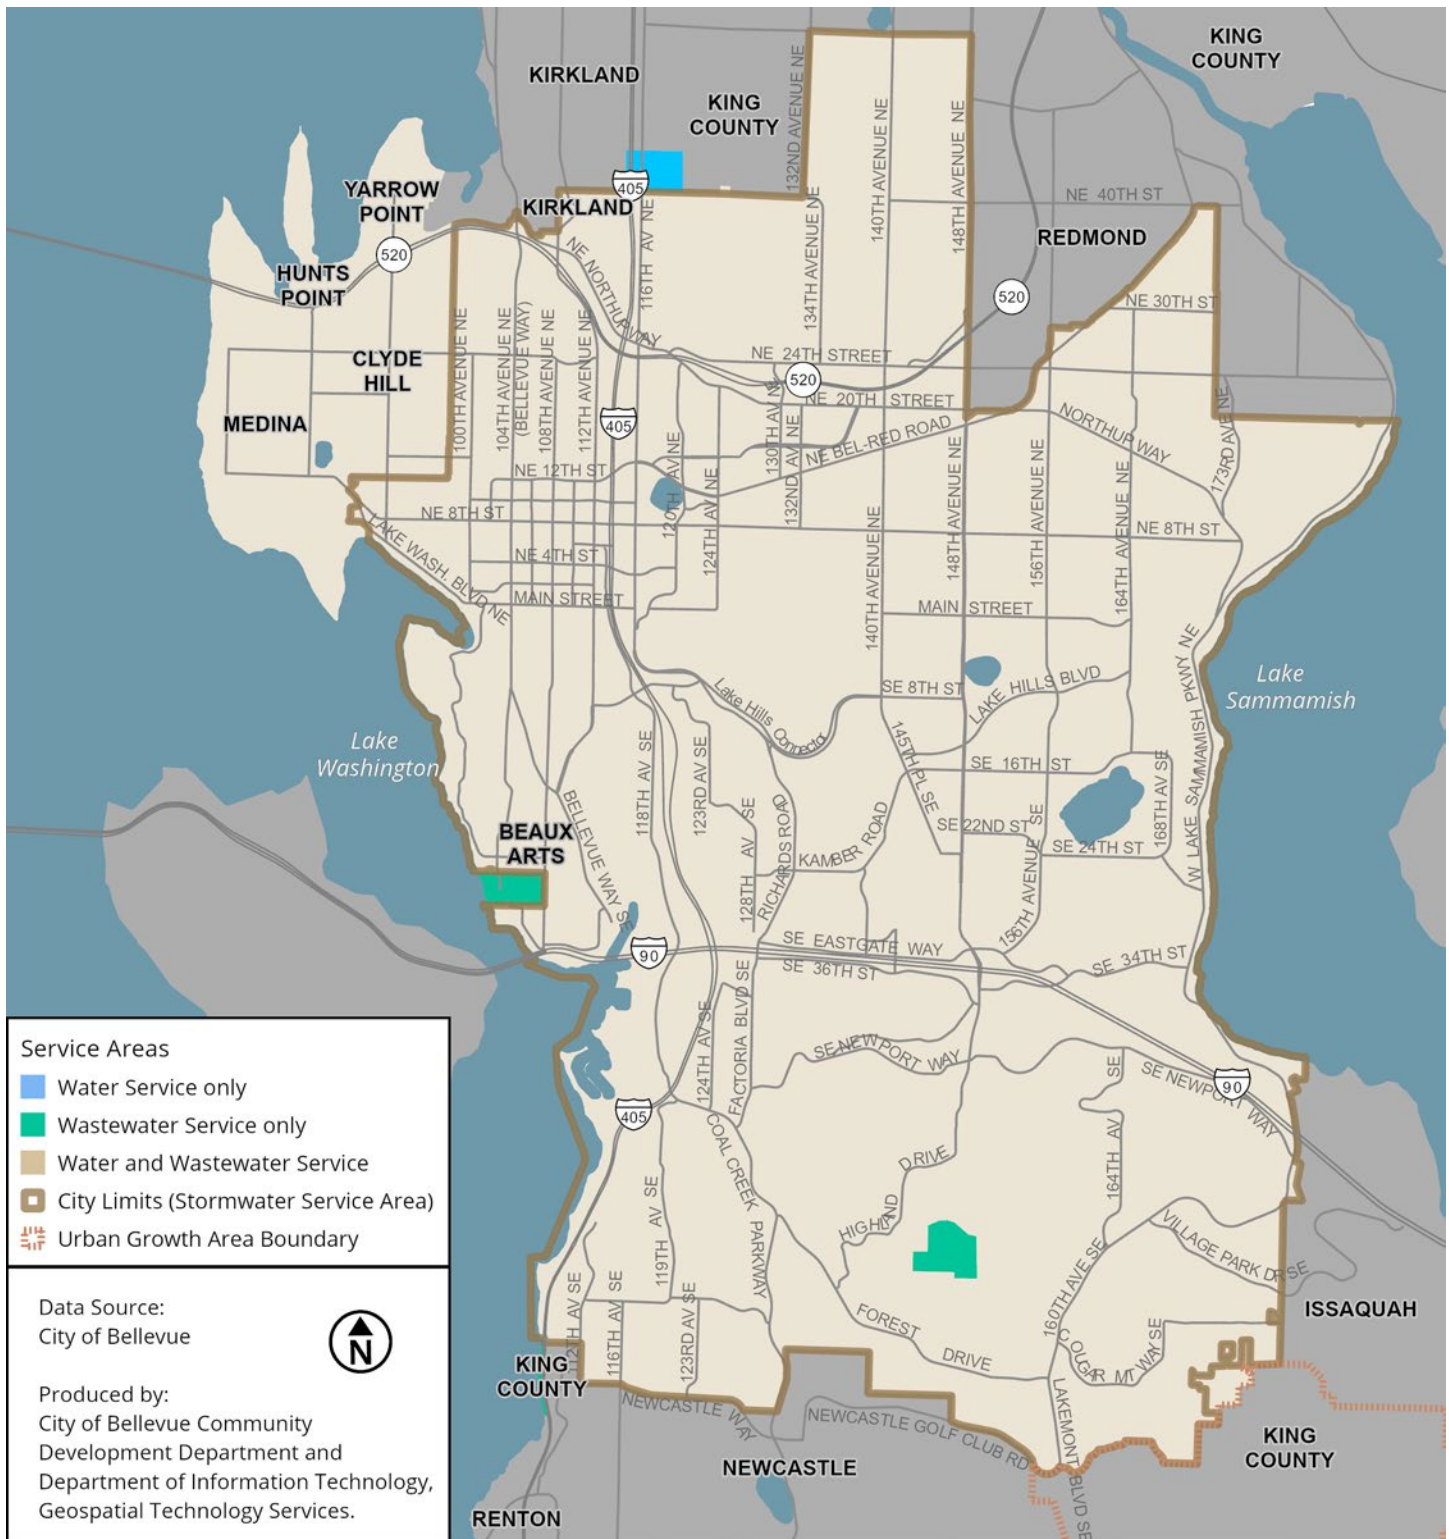 KING
COUNTY
KIRKLAND
KING
COUNTY
132ND AVENUE NE
140TH AVENUE NE
148TH AVENUE NE
405
YARROW
POINT
KIRKLAND
NE 40TH ST
REDMOND
520
HUNTS
POINT
NE NORTHUP WAY
116TH AV NE
134TH AVENUE NE
520
NE 30TH ST
CLYDE
HILL
100TH AVENUE NE
104TH AVENUE NE
(BELLEVUE WAY)
108TH AVENUE NE
112TH AVENUE NE
NE 24TH STREET
520
MEDINA
405
130TH AV NE
NE 20TH STREET
NE BEL-RED ROAD
NORTHUP WAY
173RD AVE NE
NE 12TH ST
120TH AV NE
124TH AV NE
132ND AV NE
140TH AVENUE NE
148TH AVENUE NE
156TH AVENUE NE
164TH AVENUE NE
NE 8TH ST
NE 8TH ST
LAKE WASH. BLVD NE
NE 4TH ST
MAIN STREET
MAIN STREET
Lake Hills Connector
SE 8TH ST
LAKE HILLS BLVD
W LAKE SAMMAMISH PKWY NE
Lake
Sammamish
Lake
Washington
118TH AV SE
123RD AV SE
145TH PL SE
SE 16TH ST
168TH AV SE
BEAUX
ARTS
BELLEVUE WAY SE
128TH AV SE
RICHARDS ROAD
KAMBER ROAD
SE 22ND ST
SE 24TH ST
156TH AVENUE SE
90
SE EASTGATE WAY
SE 36TH ST
SE 34TH ST
124TH AV SE
FACTORIA BLVD SE
SE NEWPORT WAY
SE NEWPORT WAY
90
405
COAL CREEK PARKWAY
164TH AV SE
HIGHLAND DRIVE
119TH AV SE
VILLAGE PARK DR SE
160TH AVE SE
ISSAQUAH
112TH AV SE
116TH AV SE
123RD AV SE
FOREST DRIVE
COUGAR MT WAY SE
KING
COUNTY
NEWCASTLE WAY
NEWCASTLE GOLF CLUB RD
LAKEMONT BLVD SE
KING
COUNTY
NEWCASTLE
RENTON
Service Areas
Water Service only
Wastewater Service only
Water and Wastewater Service
City Limits (Stormwater Service Area)
Urban Growth Area Boundary
Data Source:
City of Bellevue
N
Produced by:
City of Bellevue Community
Development Department and
Department of Information Technology,
Geospatial Technology Services.